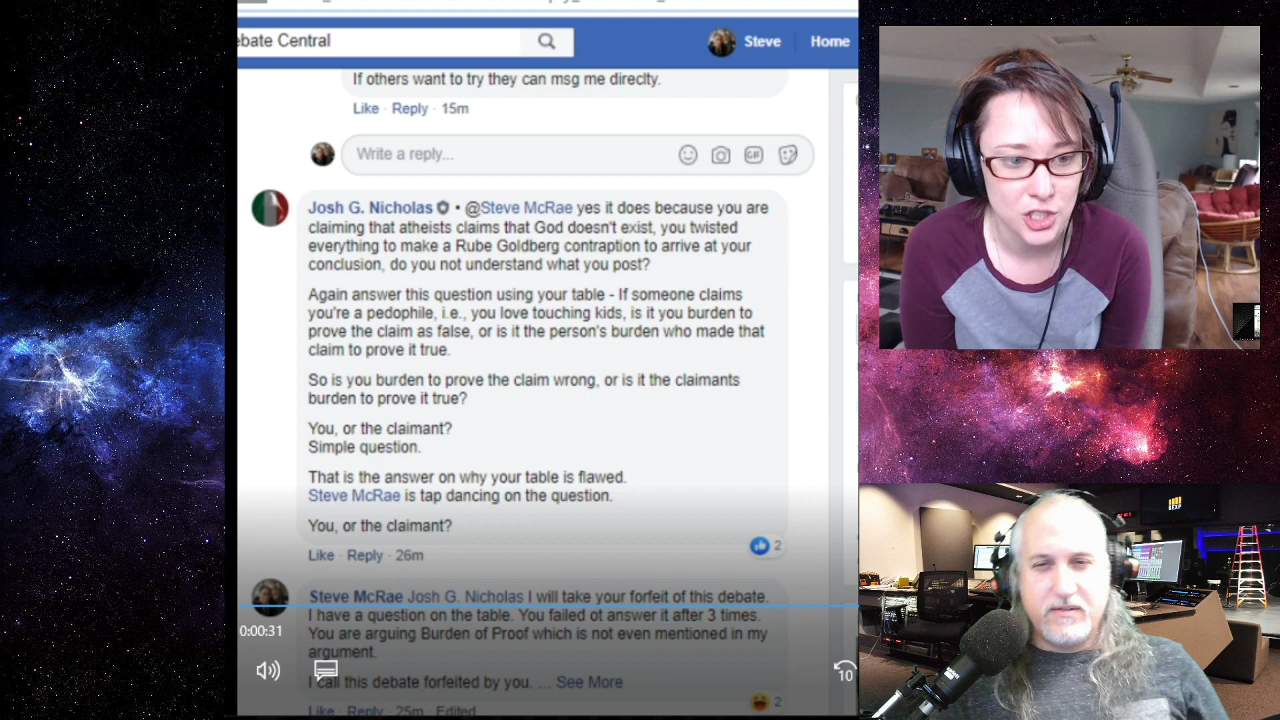 ebate Central
Steve
Home
If others want to try they can msg me direclty.
Like · Reply · 15m
Write a reply...
GIF
Josh G. Nicholas • @Steve McRae yes it does because you are
claiming that atheists claims that God doesn't exist, you twisted
everything to make a Rube Goldberg contraption to arrive at your
conclusion, do you not understand what you post?
Again answer this question using your table - If someone claims
you're a pedophile, i.e., you love touching kids, is it you burden to
prove the claim as false, or is it the person's burden who made that
claim to prove it true.
So is you burden to prove the claim wrong, or is it the claimants
burden to prove it true?
You, or the claimant?
Simple question.
That is the answer on why your table is flawed.
Steve McRae is tap dancing on the question.
You, or the claimant?
2
Like · Reply · 26m
Steve McRae Josh G. Nicholas I will take your forfeit of this debate.
I have a question on the table. You failed ot answer it after 3 times.
0:00:31
You are arguing Burden of Proof which is not even mentioned in my
argument.
10
I call this debate forfeited by you. ... See More
2
Like · Reply · 25m · Edited